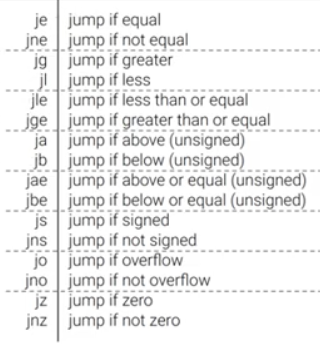 je jump if equal
jne jump if not equal
jg jump if greater
jl jump if less
jle jump if less than or equal
jge jump if greater than or equal
ja jump if above (unsigned)
jb jump if below (unsigned)
jae jump if above or equal (unsigned)
jbe jump if below or equal (unsigned)
js jump if signed
jns jump if not signed
jo jump if overflow
jno jump if not overflow
jz jump if zero
jnz jump if not zero